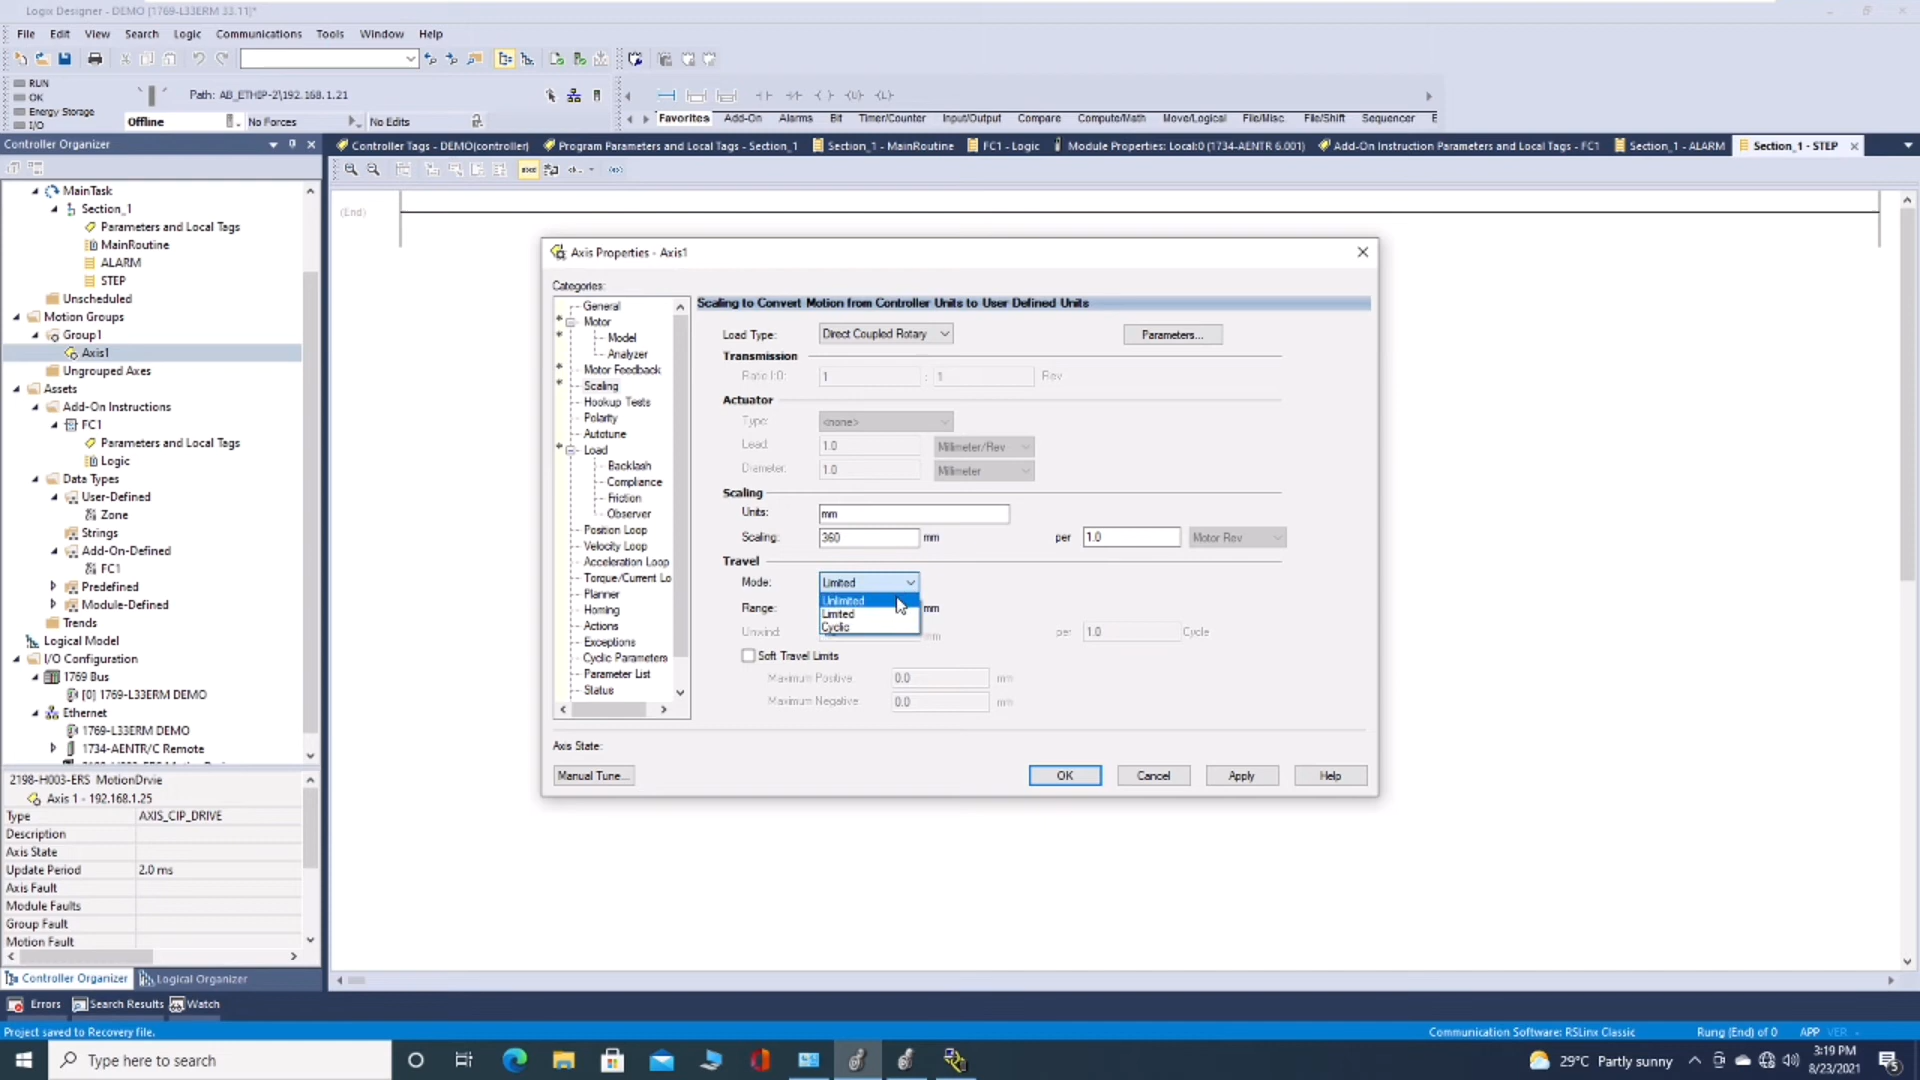 Logix Designer - DEMO [1769-L33ERM 33.11]*
File Edit View Search Logic Communications Tools Window Help
RUN
OK
Energy Storage
I/O
Path: AB_ETHIP-2\192.168.1.21
Offline
No Forces
No Edits
Favorites Add-On Alarms Bit Timer/Counter Input/Output Compare Compute/Math Move/Logical File/Misc. File/Shift Sequencer E
Controller Organizer
Controller Tags - DEMO(controller) Program Parameters and Local Tags - Section_1 Section_1 - MainRoutine FC1 - Logic Module Properties: Local:0 (1734-AENTR 6.001) Add-On Instruction Parameters and Local Tags - FC1 Section_1 - ALARM Section_1 - STEP
(End)
MainTask
Section_1
Parameters and Local Tags
MainRoutine
ALARM
STEP
Unscheduled
Motion Groups
Group1
Axis1
Ungrouped Axes
Assets
Add-On Instructions
FC1
Parameters and Local Tags
Logic
Data Types
User-Defined
Zone
Strings
Add-On-Defined
FC1
Predefined
Module-Defined
Trends
Logical Model
I/O Configuration
1769 Bus
[0] 1769-L33ERM DEMO
Ethernet
1769-L33ERM DEMO
1734-AENTR/C Remote
2198-H003-ERS MotionDrvie
Axis 1 - 192.168.1.25
Type AXIS_CIP_DRIVE
Description
Axis State
Update Period 2.0 ms
Axis Fault
Module Faults
Group Fault
Motion Fault
Controller Organizer Logical Organizer
Errors Search Results Watch
Axis Properties - Axis1
Categories:
General
Motor
Model
Analyzer
Motor Feedback
Scaling
Hookup Tests
Polarity
Autotune
Load
Backlash
Compliance
Friction
Observer
Position Loop
Velocity Loop
Acceleration Loop
Torque/Current Lo
Planner
Homing
Actions
Exceptions
Cyclic Parameters
Parameter List
Status
Scaling to Convert Motion from Controller Units to User Defined Units
Load Type: Direct Coupled Rotary Parameters...
Transmission
Ratio I:O: 1 : 1 Rev
Actuator
Type: <none>
Lead: 1.0 Millimeter/Rev
Diameter: 1.0 Millimeter
Scaling
Units: mm
Scaling: 360 mm per 1.0 Motor Rev
Travel
Mode: Limited
Unlimited
Limited
Cyclic
Range: mm
Unwind: mm per 1.0 Cycle
Soft Travel Limits
Maximum Positive 0.0 mm
Maximum Negative 0.0 mm
Axis State:
Manual Tune... OK Cancel Apply Help
Project saved to Recovery file.
Communication Software: RSLinx Classic Rung (End) of 0 APP VER
Type here to search
29°C Partly sunny
3:19 PM
8/23/2021
5